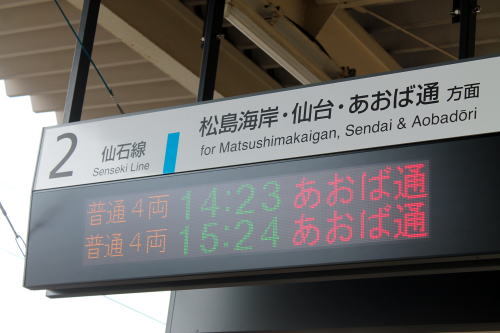 2 仙石線 松島海岸・仙台・あおば通 方面
Senseki Line for Matsushimakaigan, Sendai & Aobadōri
普通4両 14:23 あおば通
普通4両 15:24 あおば通